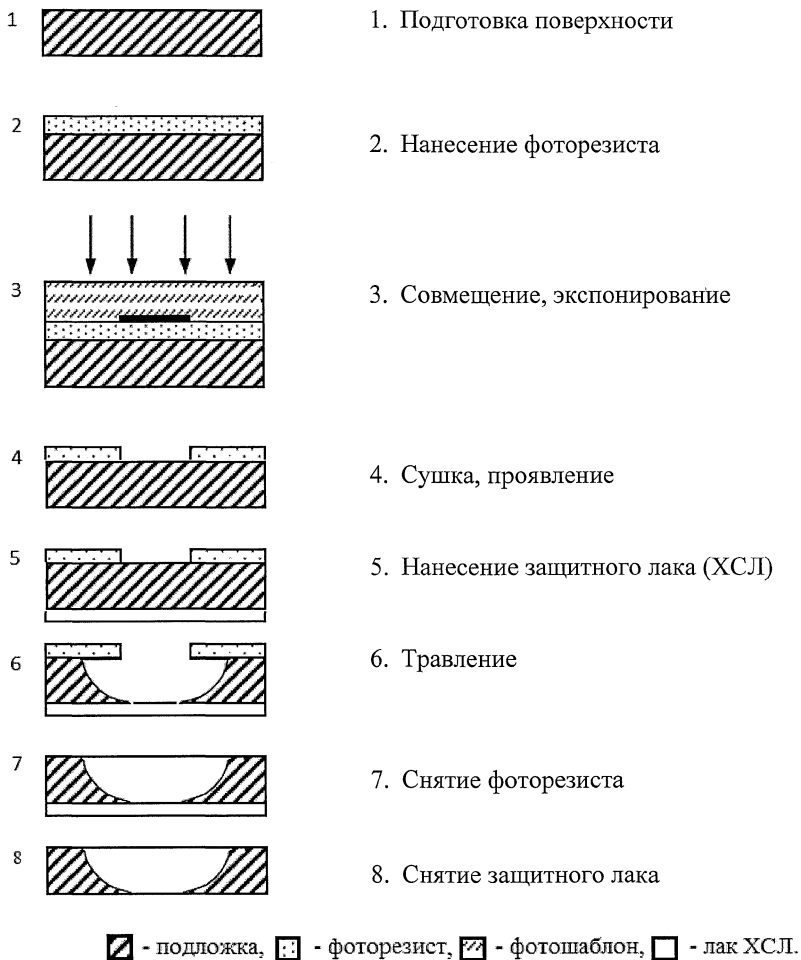 1 1. Подготовка поверхности
2 2. Нанесение фоторезиста
3 3. Совмещение, экспонирование
4 4. Сушка, проявление
5 5. Нанесение защитного лака (ХСЛ)
6 6. Травление
7 7. Снятие фоторезиста
8 8. Снятие защитного лака
- подложка, - фоторезист, - фотошаблон, - лак ХСЛ.